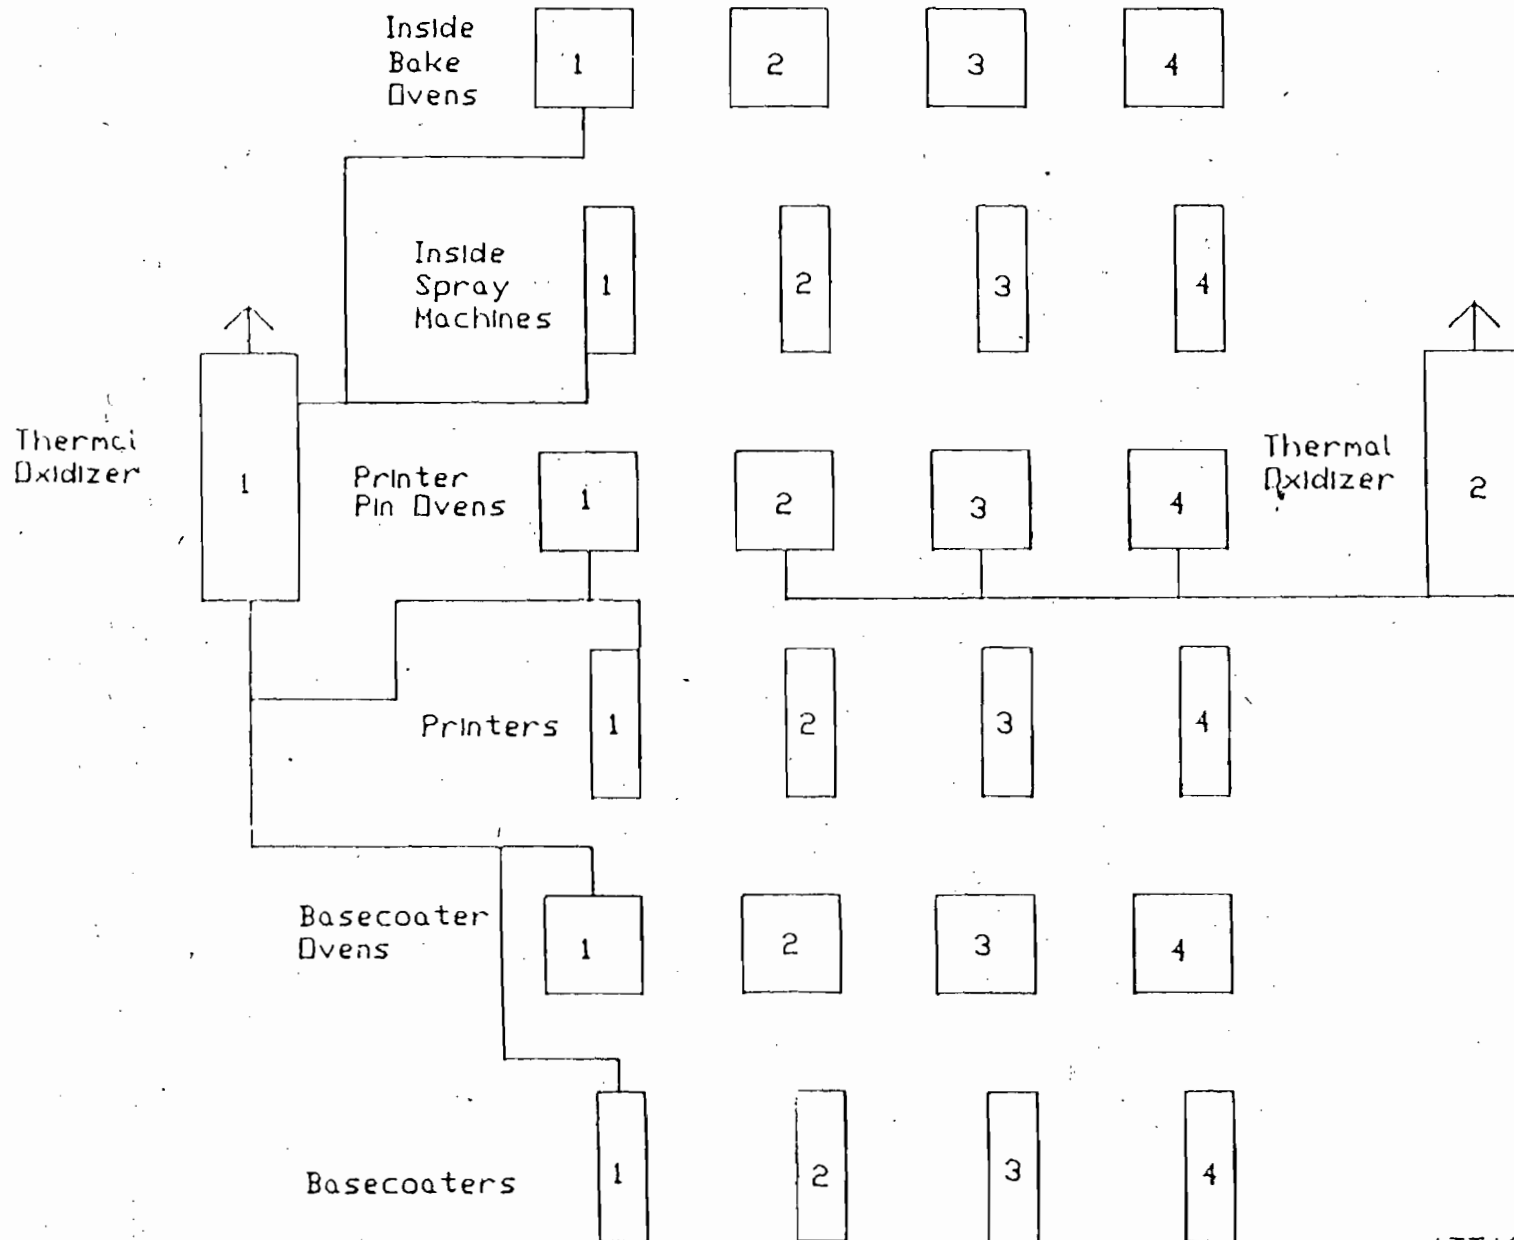 Inside
Bake
Ovens
1 2 3 4
Inside
Spray
Machines
1 2 3 4
Thermal
Oxidizer
1
Printer
Pin Ovens
1 2 3 4
Thermal
Oxidizer
2
Printers
1 2 3 4
Basecoater
Ovens
1 2 3 4
Basecoaters
1 2 3 4